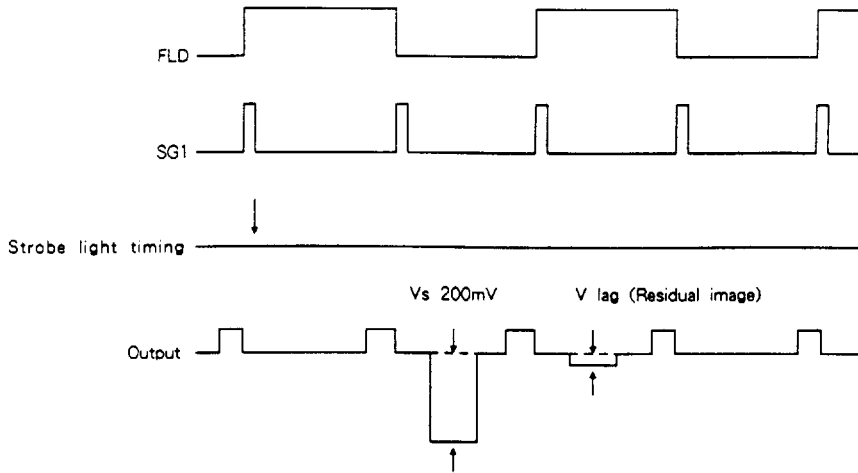 FLD
SG1
Strobe light timing
Vs 200mV
V lag (Residual image)
Output